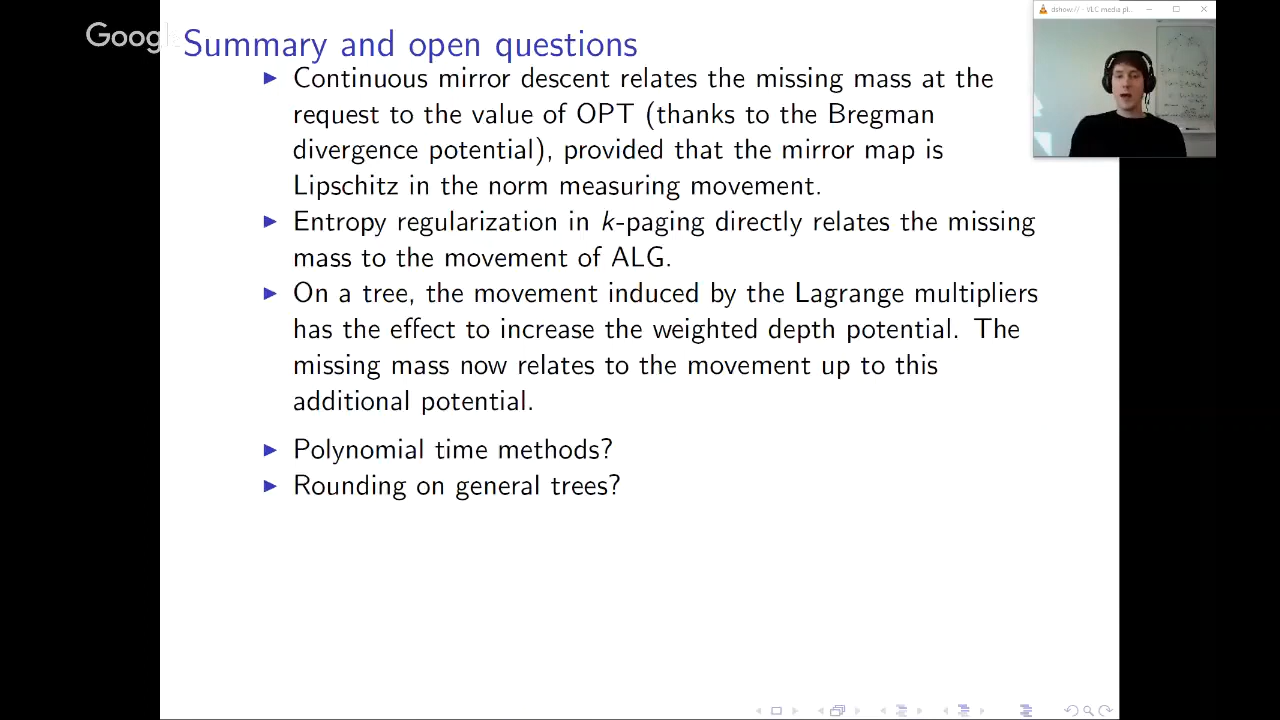 Google
Summary and open questions
dshow:// - VLC media pl...
▶ Continuous mirror descent relates the missing mass at the
request to the value of OPT (thanks to the Bregman
divergence potential), provided that the mirror map is
Lipschitz in the norm measuring movement.
▶ Entropy regularization in k-paging directly relates the missing
mass to the movement of ALG.
▶ On a tree, the movement induced by the Lagrange multipliers
has the effect to increase the weighted depth potential. The
missing mass now relates to the movement up to this
additional potential.
▶ Polynomial time methods?
▶ Rounding on general trees?